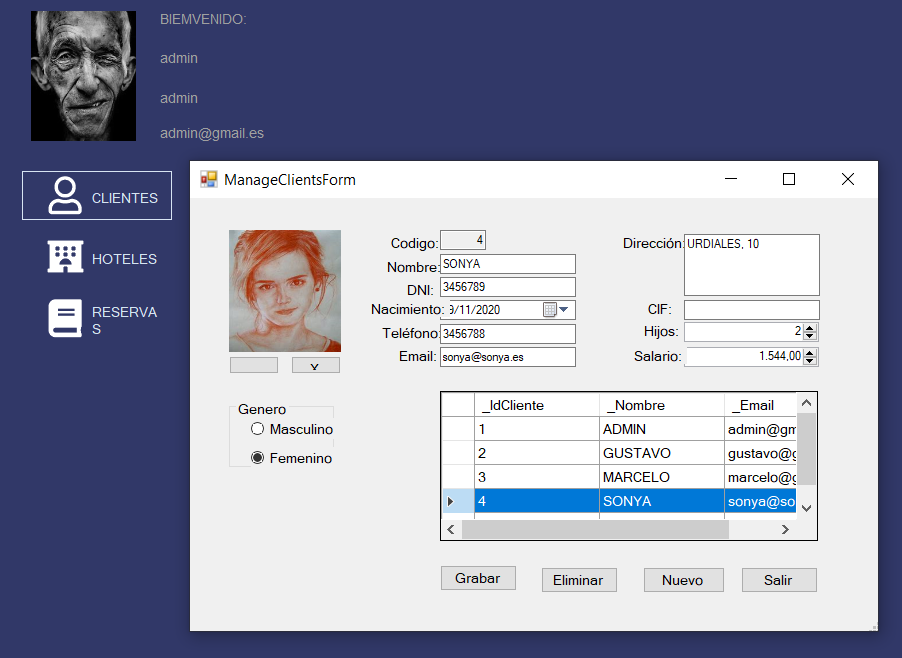 BIEMVENIDO:
admin
admin
admin@gmail.es
CLIENTES
HOTELES
RESERVA
S
ManageClientsForm
Codigo: 4
Nombre: SONYA
DNI: 3456789
Nacimiento: 9/11/2020
Teléfono: 3456788
Email: sonya@sonya.es
Dirección: URDIALES, 10
CIF:
Hijos: 2
Salario: 1.544,00
X
Genero
Masculino
Femenino
_IdCliente _Nombre _Email
1 ADMIN admin@gm
2 GUSTAVO gustavo@g
3 MARCELO marcelo@g
4 SONYA sonya@so
Grabar Eliminar Nuevo Salir